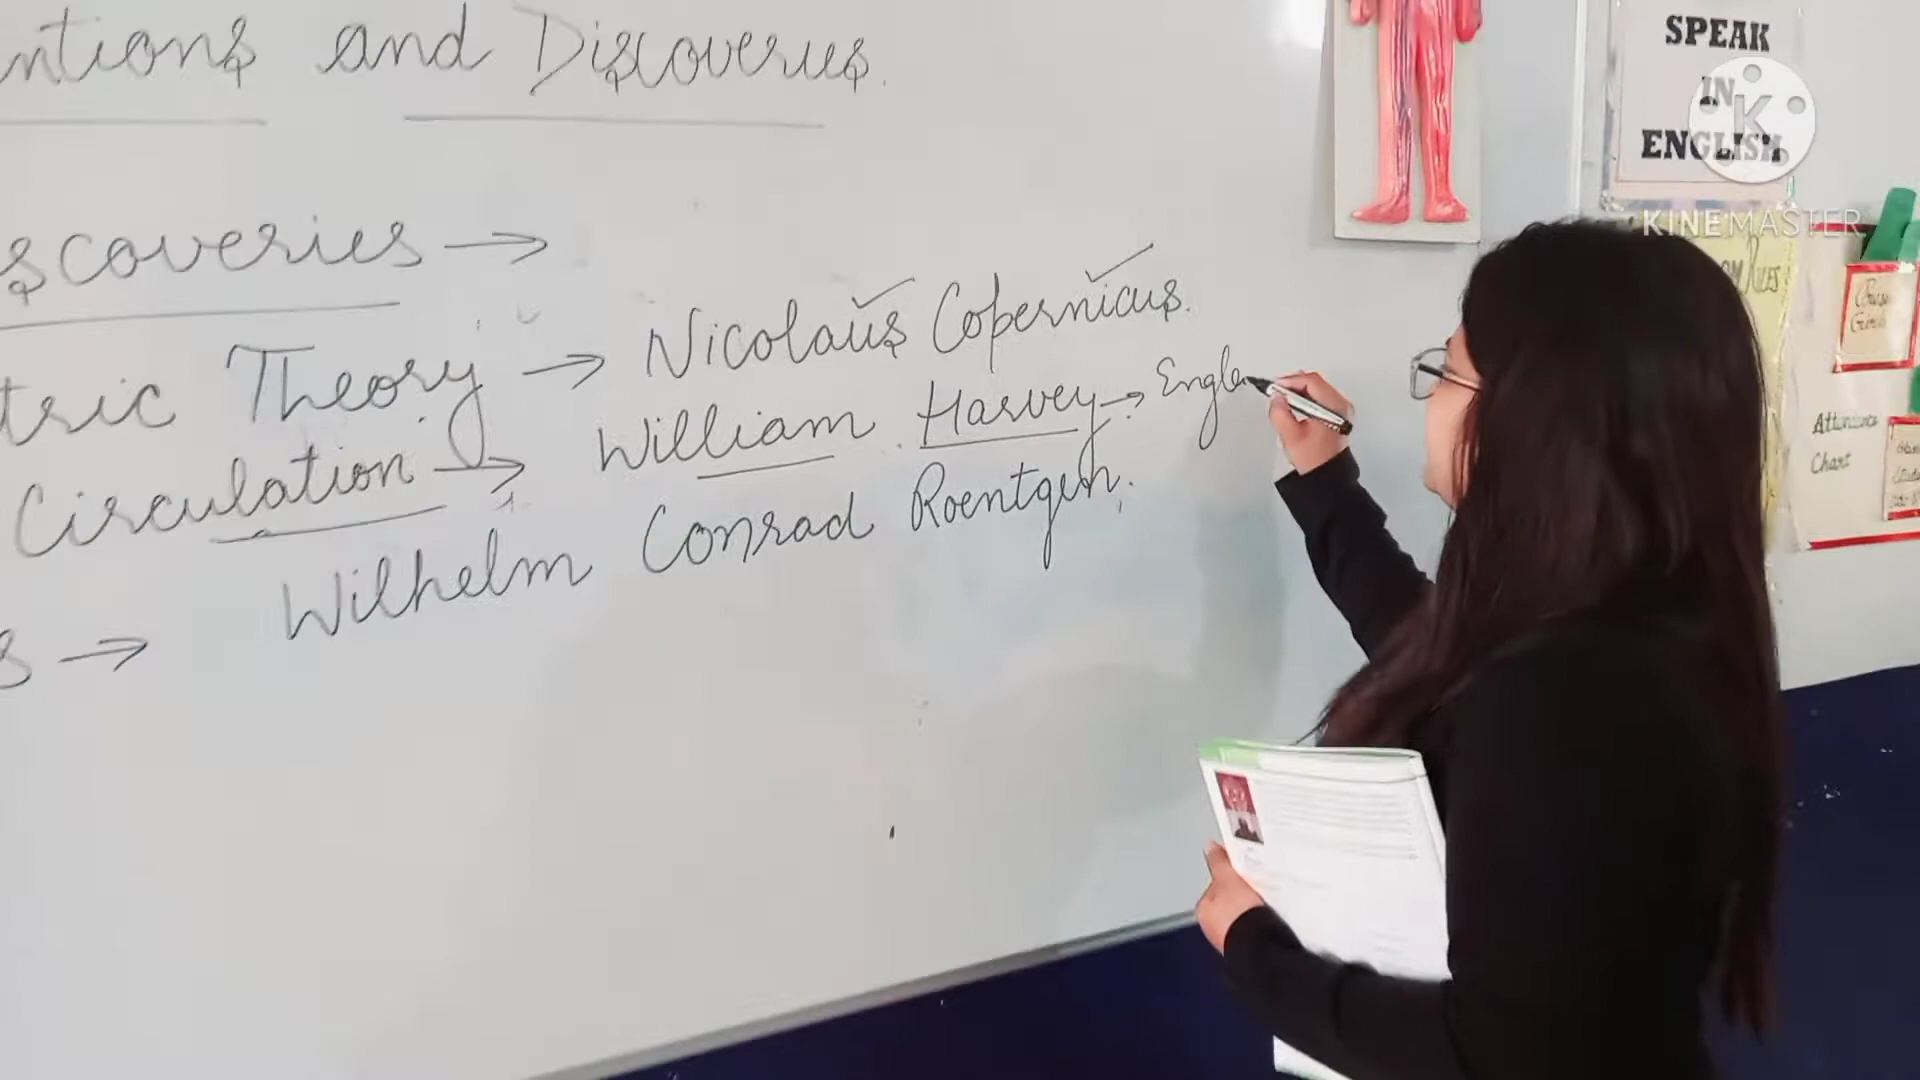 ntions and Discoveries.
scoveries →
tric Theory → Nicolaus Copernicus.
Circulation → William Harvey → Engla
s → Wilhelm Conrad Roentgen.
SPEAK
IN
ENGLISH
K
KINEMASTER
Attendance
Chart